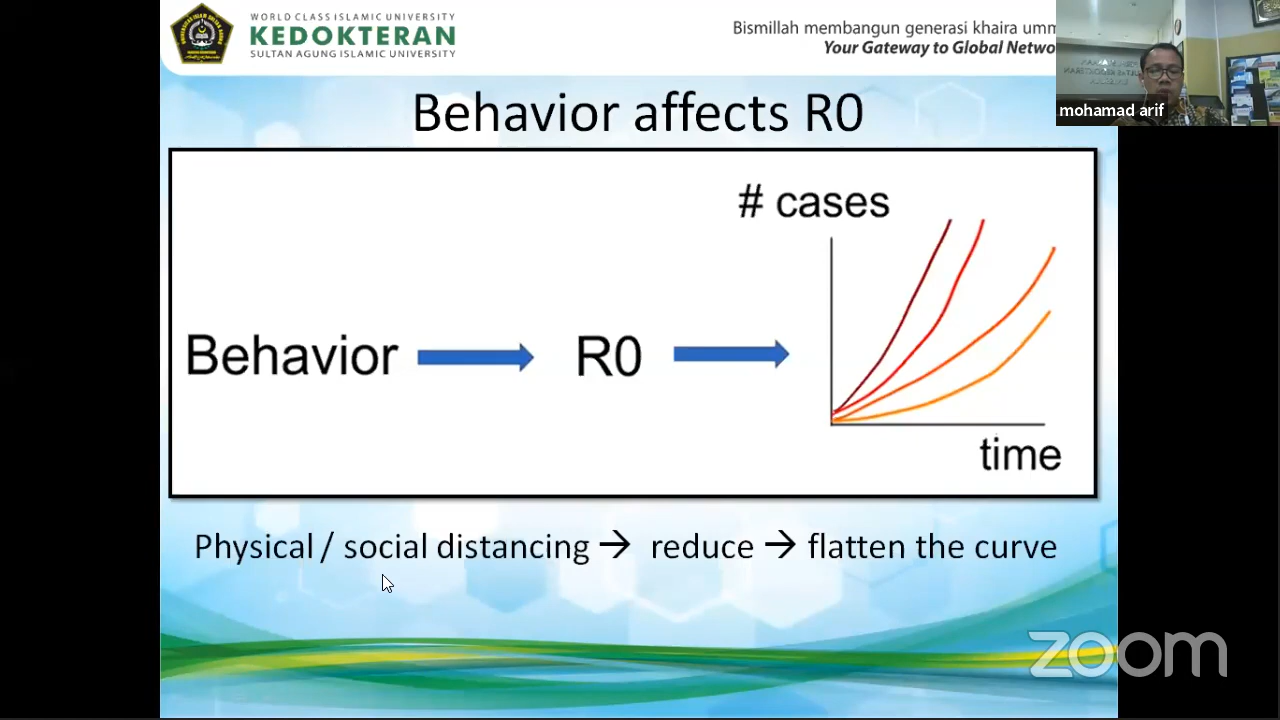 WORLD CLASS ISLAMIC UNIVERSITY
KEDOKTERAN
SULTAN AGUNG ISLAMIC UNIVERSITY
Bismillah membangun generasi khaira umm
Your Gateway to Global Netwo
mohamad arif
Behavior affects R0
# cases
Behavior
R0
time
Physical / social distancing → reduce → flatten the curve
zoom